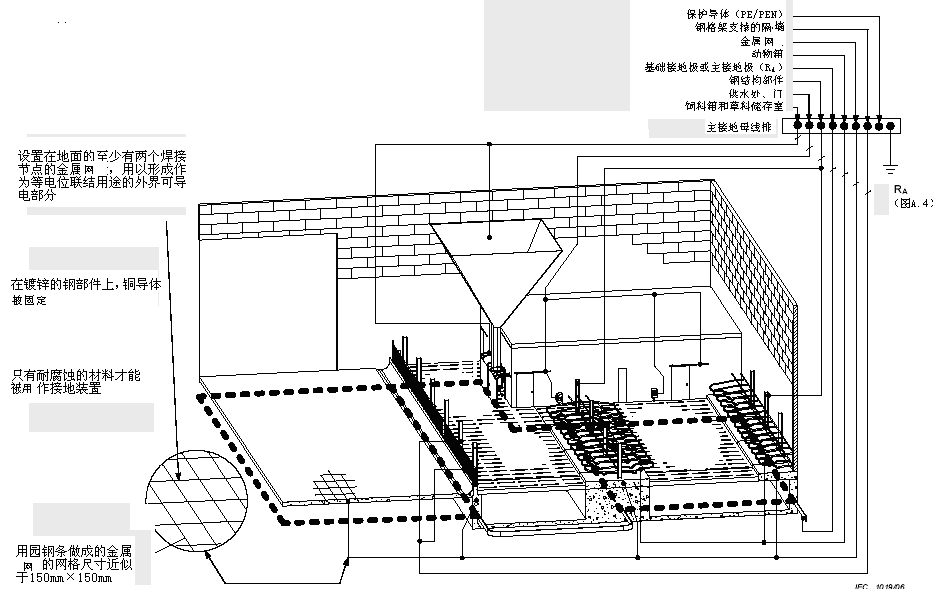 保护导体（PE/PEN）
钢格架支撑的隔墙
金属网
动物箱
基础接地极或主接地极（RA）
钢结构部件
供水处、门
饲料箱和草料储存室
主接地母线排
RA
（图A.4）
设置在地面的至少有两个焊接
节点的金属网，用以形成作
为等电位联结用途的外界可导
电部分
在镀锌的钢部件上,铜导体
被固定
只有耐腐蚀的材料才能
被用作接地装置
用园钢条做成的金属
网 的网格尺寸近似
于150mm×150mm
IEC 1019/06